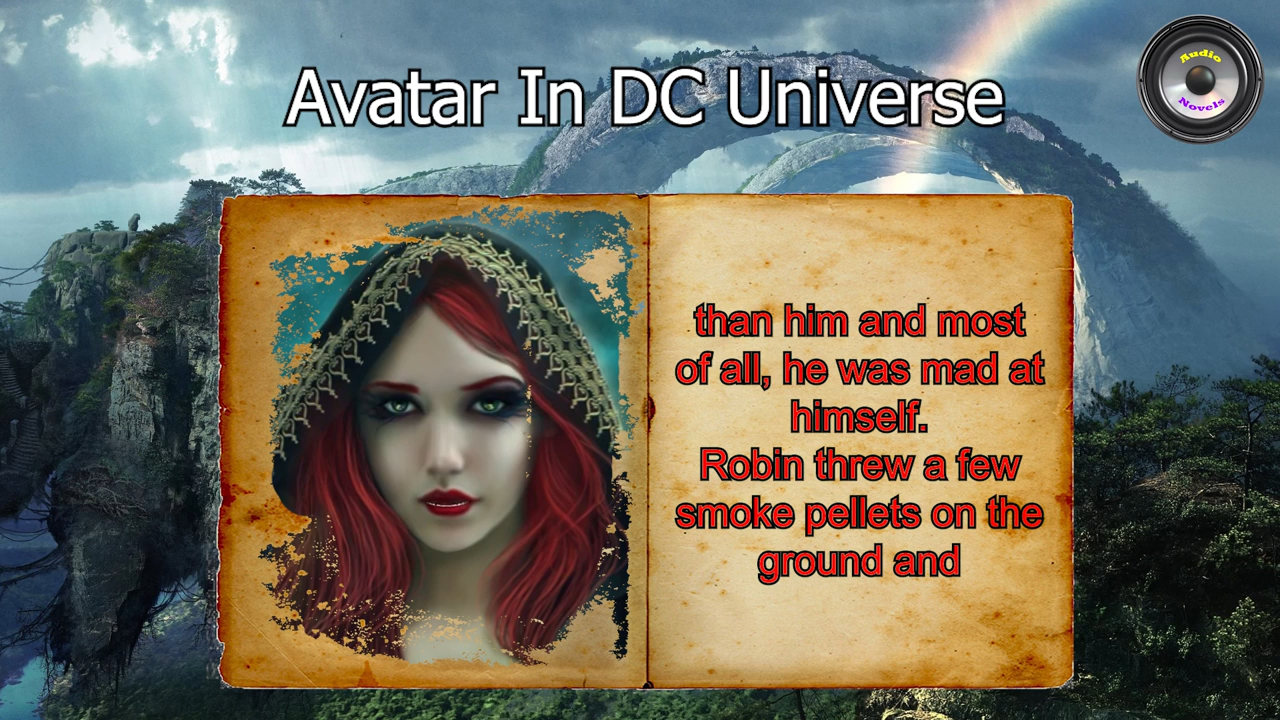 Avatar In DC Universe
Audio
Novels
than him and most
of all, he was mad at
himself.
Robin threw a few
smoke pellets on the
ground and